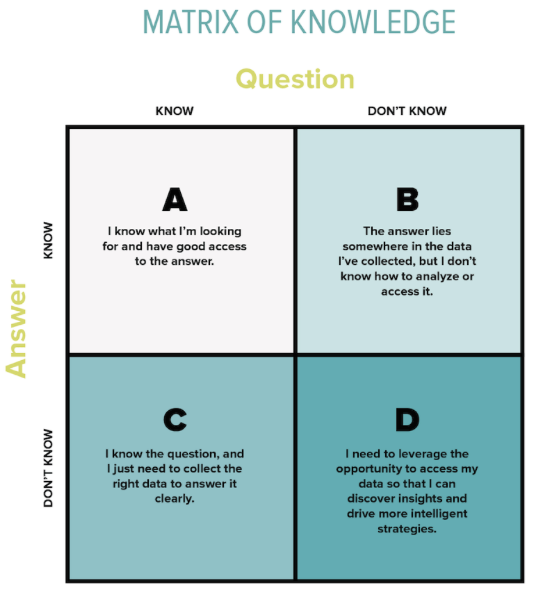 MATRIX OF KNOWLEDGE
Question
KNOW
DON'T KNOW
Answer
KNOW
A
I know what I'm looking
for and have good access
to the answer.
B
The answer lies
somewhere in the data
I've collected, but I don't
know how to analyze or
access it.
DON'T KNOW
C
I know the question, and
I just need to collect the
right data to answer it
clearly.
D
I need to leverage the
opportunity to access my
data so that I can
discover insights and
drive more intelligent
strategies.